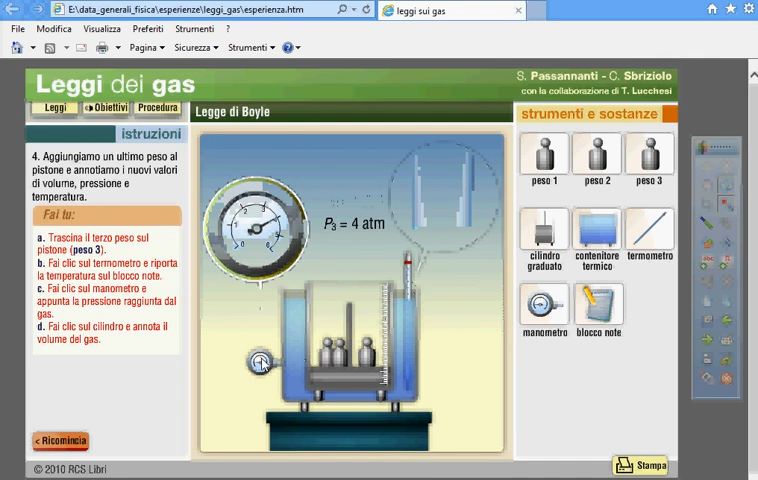 E:\data_generali_fisica\esperienze\leggi_gas\esperienza.htm
leggi sui gas
File Modifica Visualizza Preferiti Strumenti ?
Pagina Sicurezza Strumenti
Leggi dei gas
S. Passannanti - C. Sbriziolo
con la collaborazione di T. Lucchesi
Leggi Obiettivi Procedura
Legge di Boyle
strumenti e sostanze
istruzioni
4. Aggiungiamo un ultimo peso al
pistone e annotiamo i nuovi valori
di volume, pressione e
temperatura.
Fai tu:
a. Trascina il terzo peso sul
pistone (peso 3).
b. Fai clic sul termometro e riporta
la temperatura sul blocco note.
c. Fai clic sul manometro e
appunta la pressione raggiunta dal
gas.
d. Fai clic sul cilindro e annota il
volume del gas.
P3 = 4 atm
peso 1 peso 2 peso 3
cilindro
graduato
contenitore
termico
termometro
manometro blocco note
< Ricomincia
Stampa
© 2010 RCS Libri